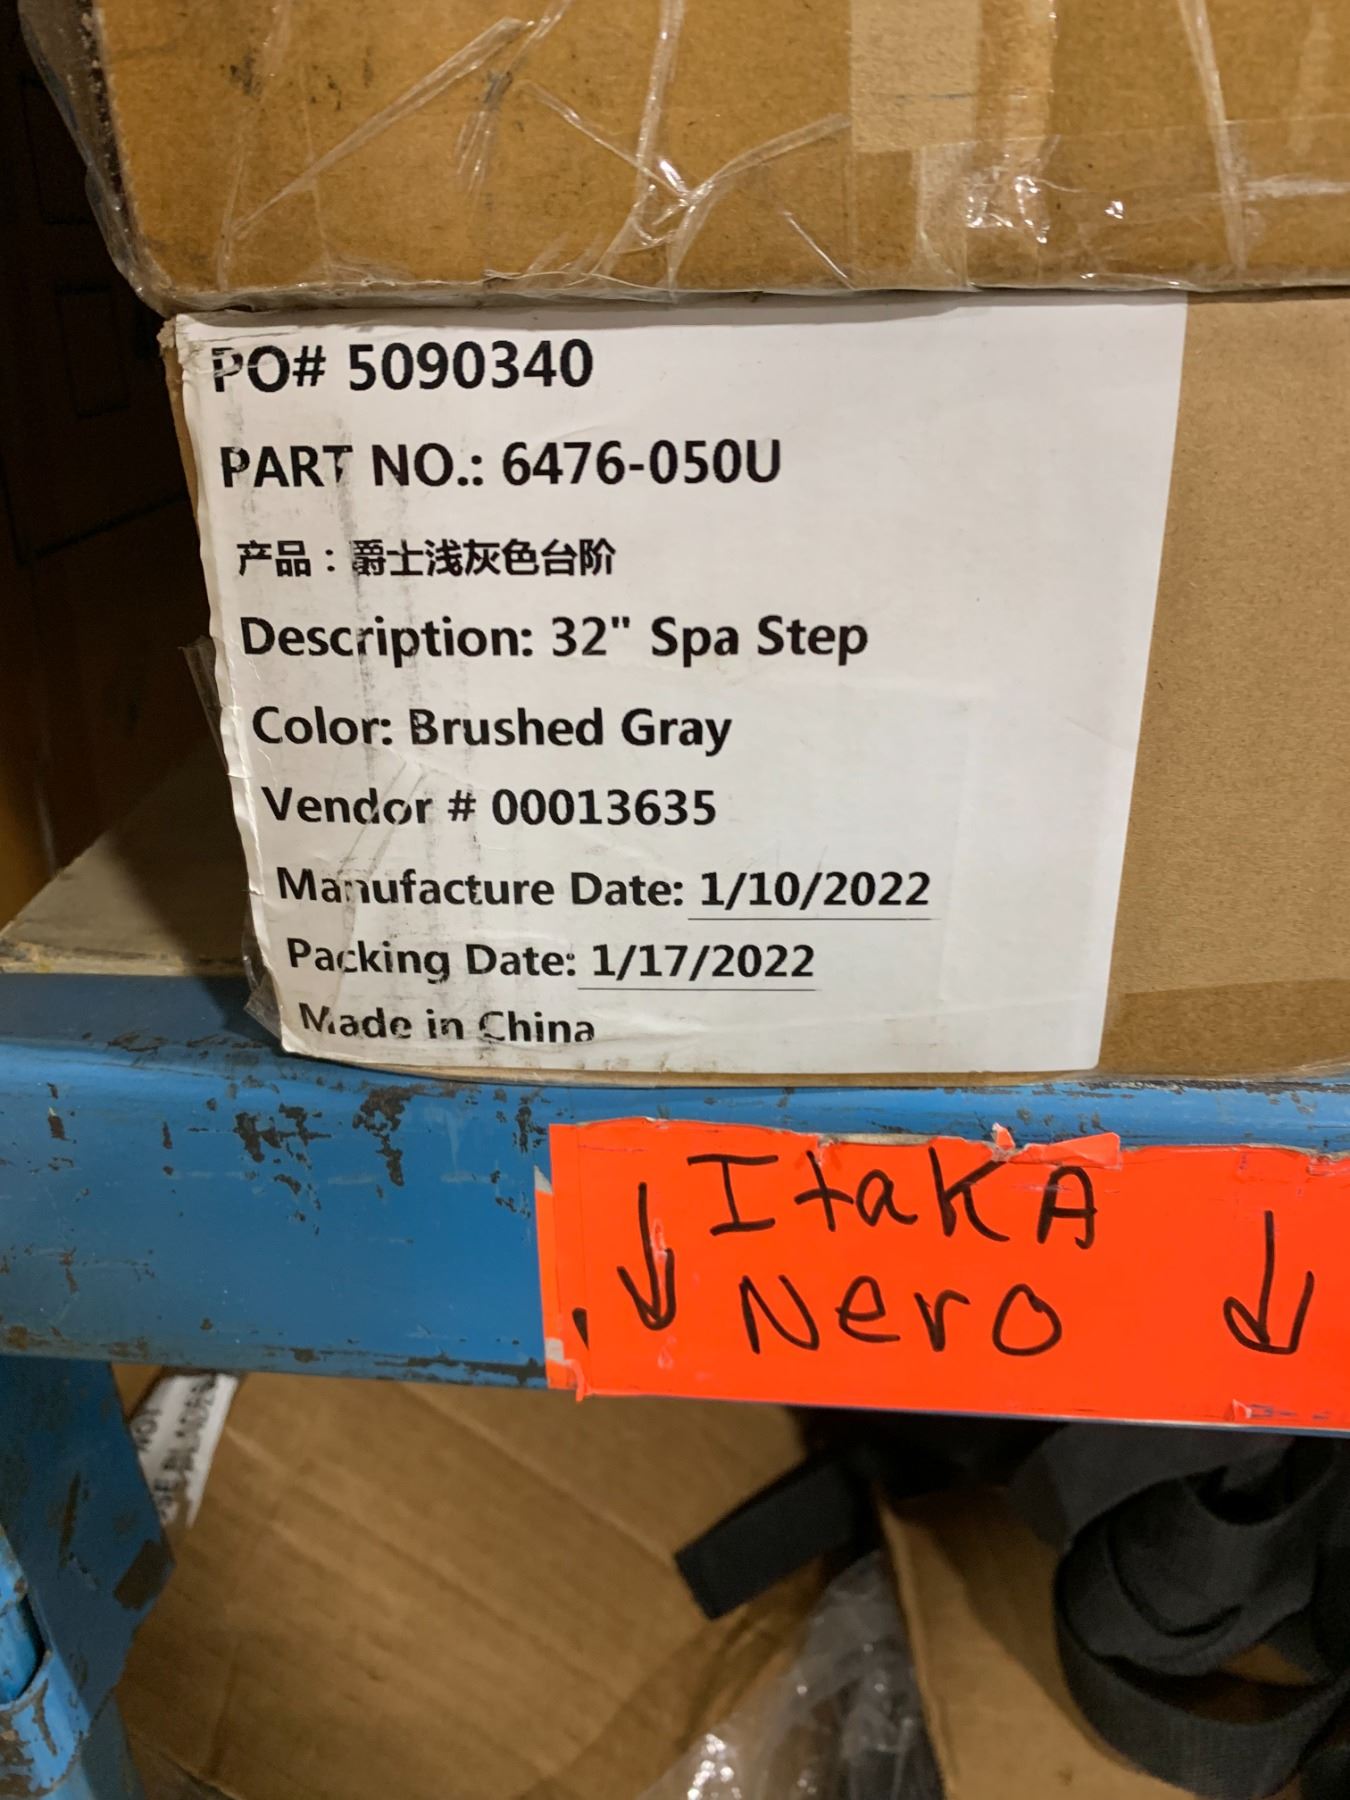 PO# 5090340
PART NO.: 6476-050U
产品：爵士浅灰色台阶
Description: 32" Spa Step
Color: Brushed Gray
Vendor # 00013635
Manufacture Date: 1/10/2022
Packing Date: 1/17/2022
Made in China
ItakA
Nero